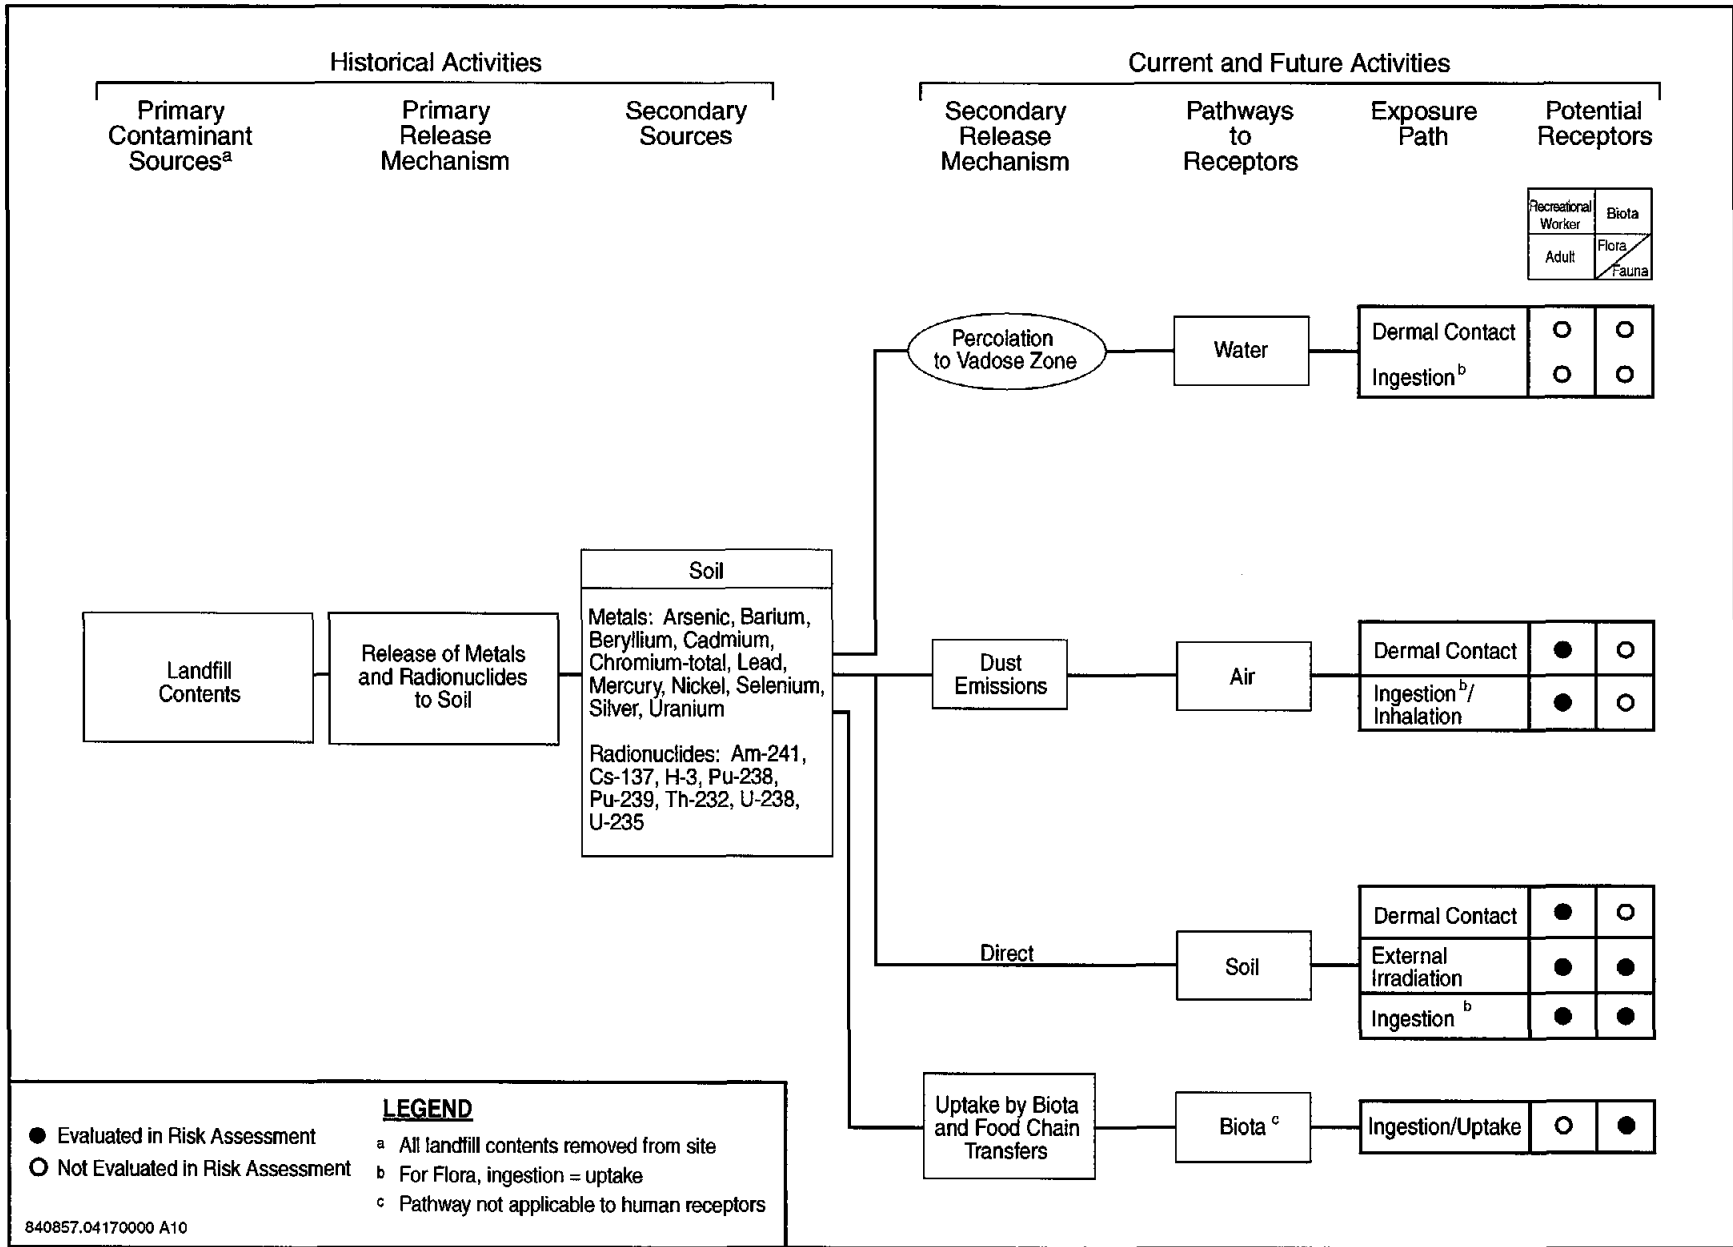 Historical Activities
Current and Future Activities
Primary
Contaminant
Sources a
Primary
Release
Mechanism
Secondary
Sources
Secondary
Release
Mechanism
Pathways
to
Receptors
Exposure
Path
Potential
Receptors
Recreational
Worker
Biota
Adult
Flora
Fauna
Percolation
to Vadose Zone
Water
Dermal Contact
Ingestion b
Landfill
Contents
Release of Metals
and Radionuclides
to Soil
Soil
Metals: Arsenic, Barium,
Beryllium, Cadmium,
Chromium-total, Lead,
Mercury, Nickel, Selenium,
Silver, Uranium
Radionuclides: Am-241,
Cs-137, H-3, Pu-238,
Pu-239, Th-232, U-238,
U-235
Dust
Emissions
Air
Dermal Contact
Ingestion b/
Inhalation
Direct
Soil
Dermal Contact
External
Irradiation
Ingestion b
Uptake by Biota
and Food Chain
Transfers
Biota c
Ingestion/Uptake
LEGEND
● Evaluated in Risk Assessment
O Not Evaluated in Risk Assessment
a All landfill contents removed from site
b For Flora, ingestion = uptake
c Pathway not applicable to human receptors
840857.04170000 A10